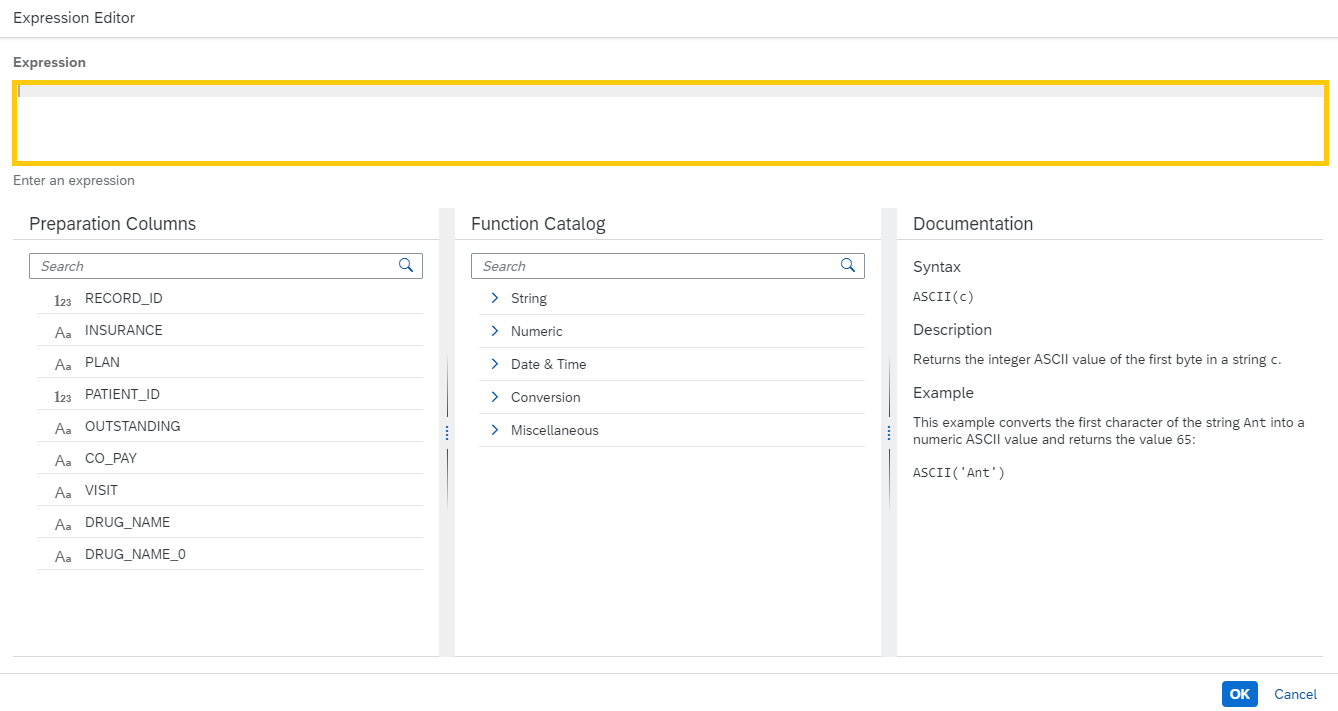 Expression Editor
Expression
Enter an expression
Preparation Columns
Search
123 RECORD_ID
Aa INSURANCE
Aa PLAN
123 PATIENT_ID
Aa OUTSTANDING
Aa CO_PAY
Aa VISIT
Aa DRUG_NAME
Aa DRUG_NAME_0
Function Catalog
Search
String
Numeric
Date & Time
Conversion
Miscellaneous
Documentation
Syntax
ASCII(c)
Description
Returns the integer ASCII value of the first byte in a string c.
Example
This example converts the first character of the string Ant into a
numeric ASCII value and returns the value 65:
ASCII('Ant')
OK Cancel